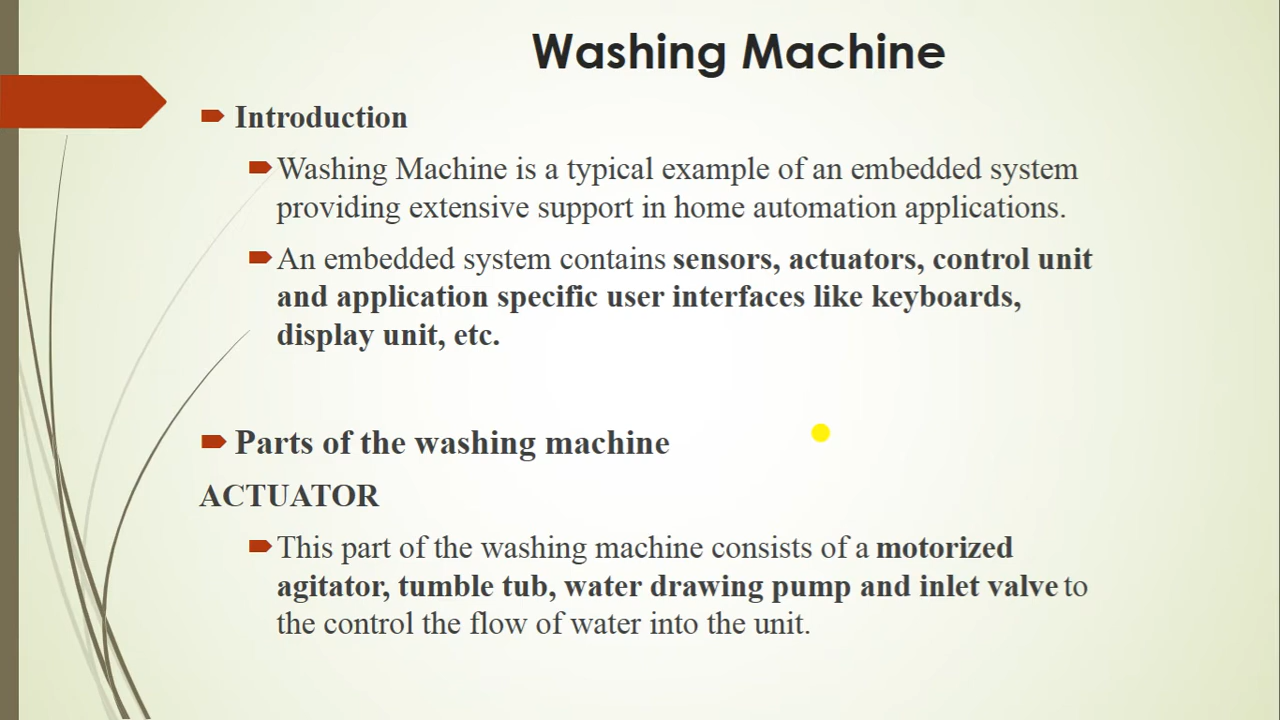 Washing Machine
Introduction
Washing Machine is a typical example of an embedded system
providing extensive support in home automation applications.
An embedded system contains sensors, actuators, control unit
and application specific user interfaces like keyboards,
display unit, etc.
Parts of the washing machine
ACTUATOR
This part of the washing machine consists of a motorized
agitator, tumble tub, water drawing pump and inlet valve to
the control the flow of water into the unit.